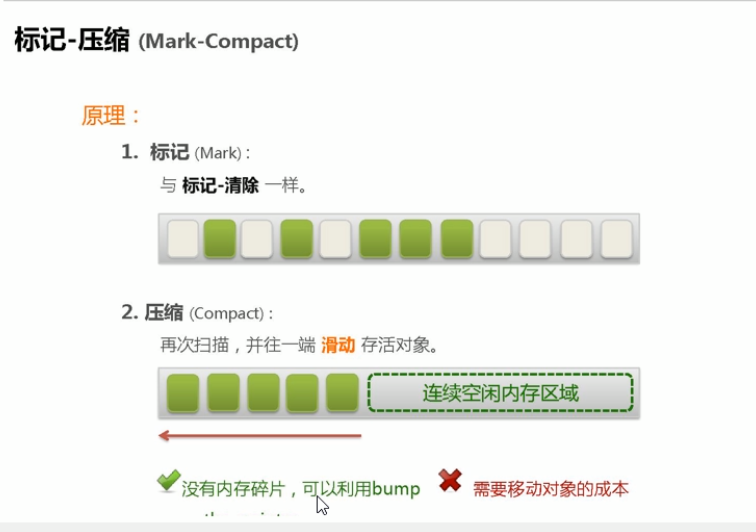 标记-压缩 (Mark-Compact)
原理：
1. 标记 (Mark)：
与 标记-清除 一样。
2. 压缩 (Compact)：
再次扫描，并往一端 滑动 存活对象。
连续空闲内存区域
没有内存碎片，可以利用bump
需要移动对象的成本